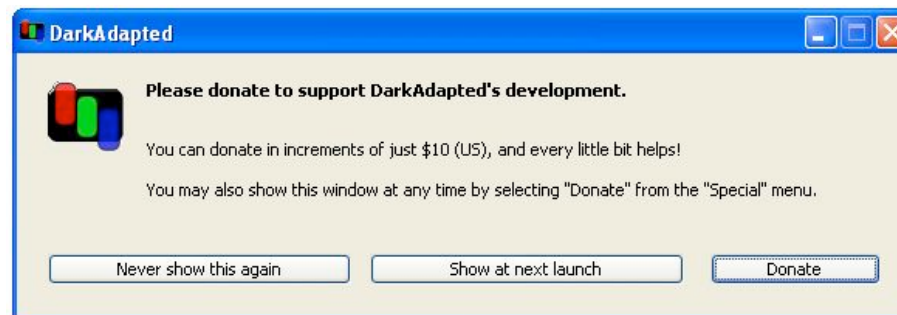 DarkAdapted
Please donate to support DarkAdapted's development.
You can donate in increments of just $10 (US), and every little bit helps!
You may also show this window at any time by selecting "Donate" from the "Special" menu.
Never show this again Show at next launch Donate